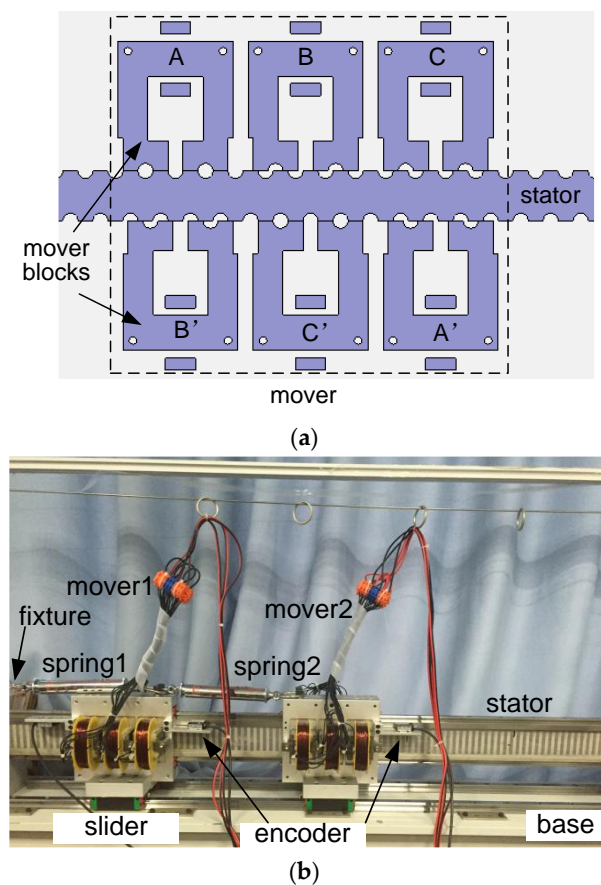 A B C
stator
mover
blocks
B’ C’ A’
mover
(a)
mover1
mover2
fixture
spring1
spring2
stator
slider
encoder
base
(b)